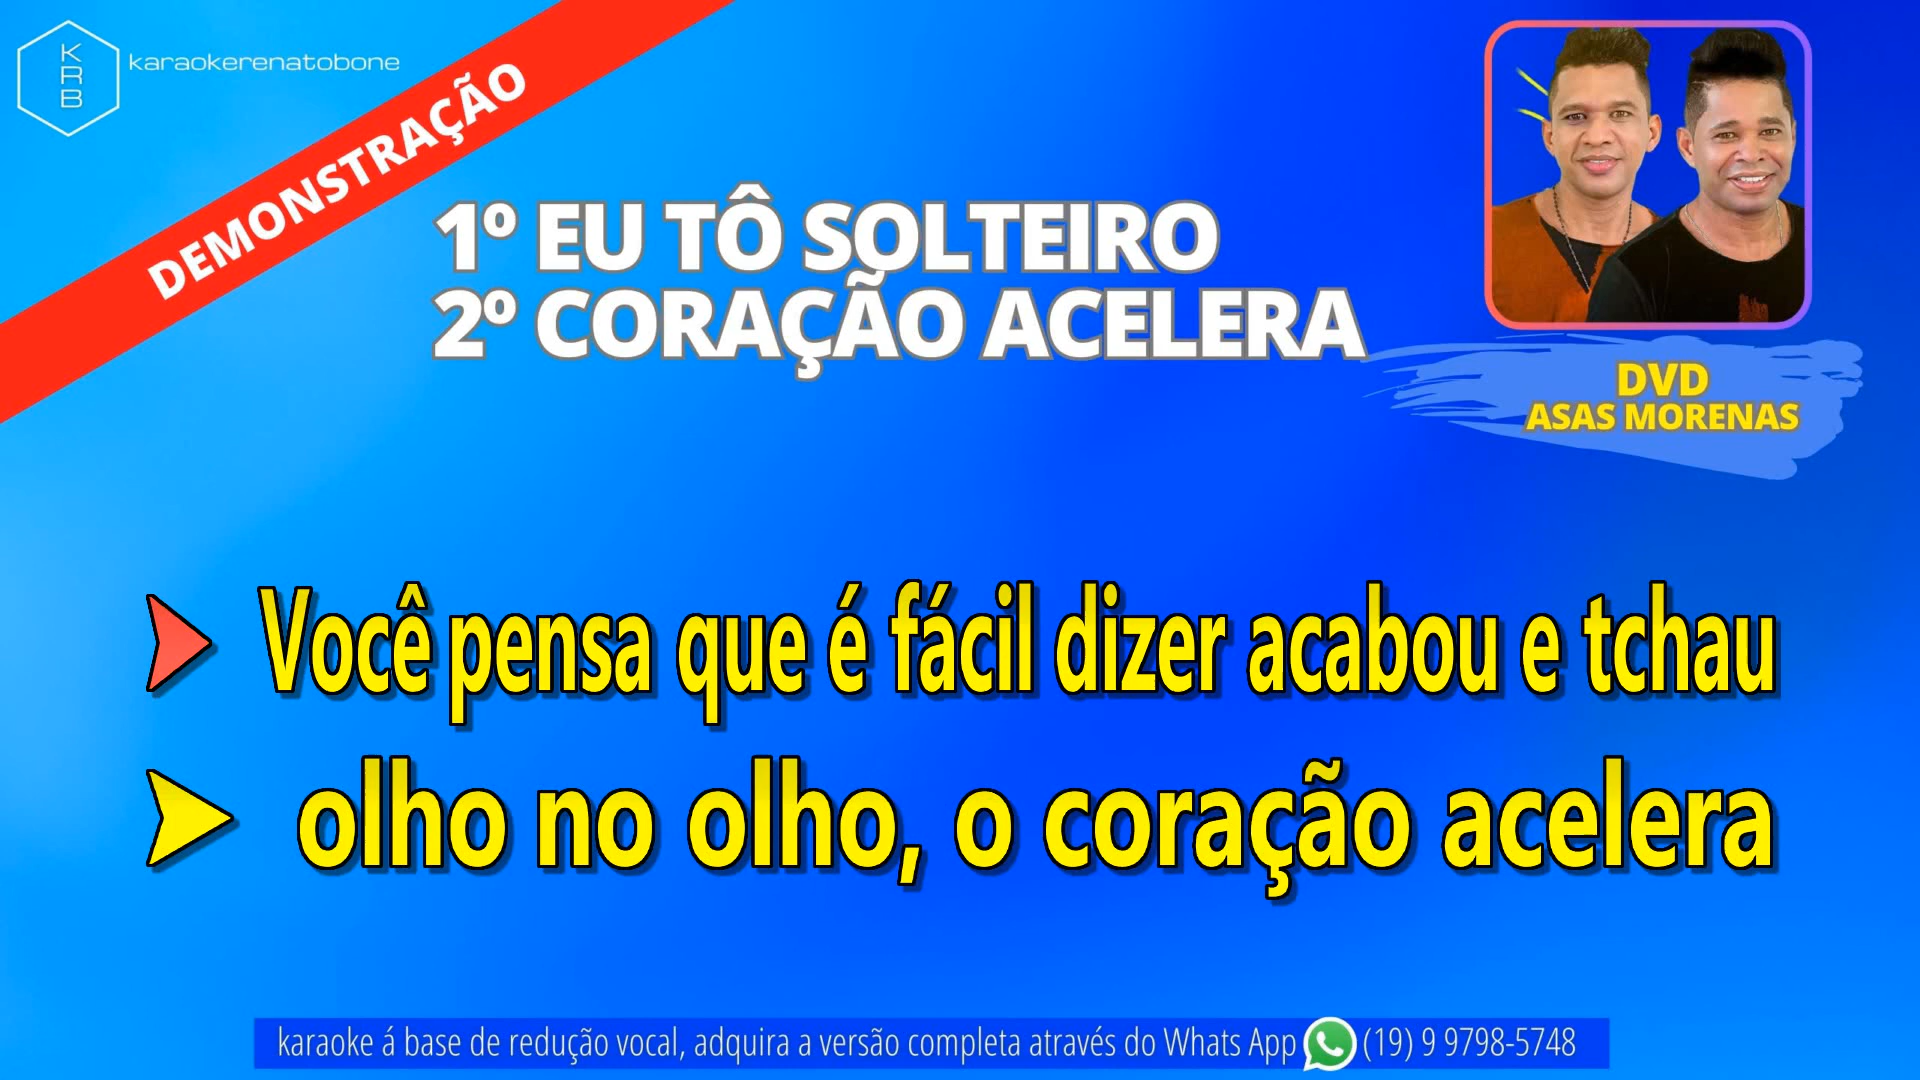 KRB
karaokerenatobone
DEMONSTRAÇÃO
1º EU TÔ SOLTEIRO
2º CORAÇÃO ACELERA
DVD
ASAS MORENAS
Você pensa que é fácil dizer acabou e tchau
olho no olho, o coração acelera
karaoke á base de redução vocal, adquira a versão completa através do Whats App (19) 9 9798-5748